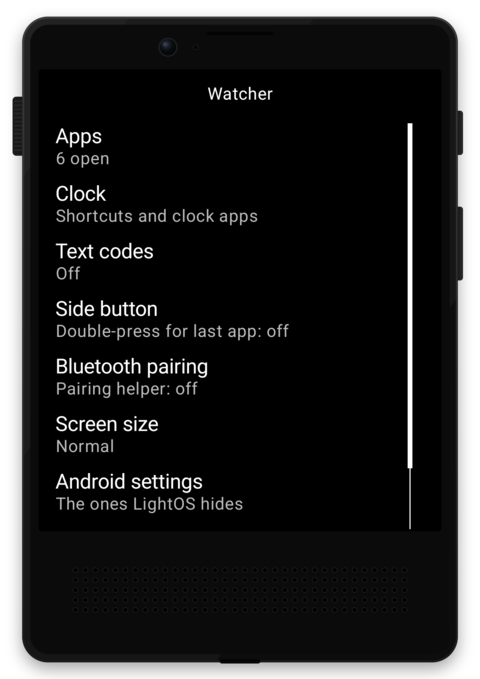 Watcher
Apps
6 open
Clock
Shortcuts and clock apps
Text codes
Off
Side button
Double-press for last app: off
Bluetooth pairing
Pairing helper: off
Screen size
Normal
Android settings
The ones LightOS hides